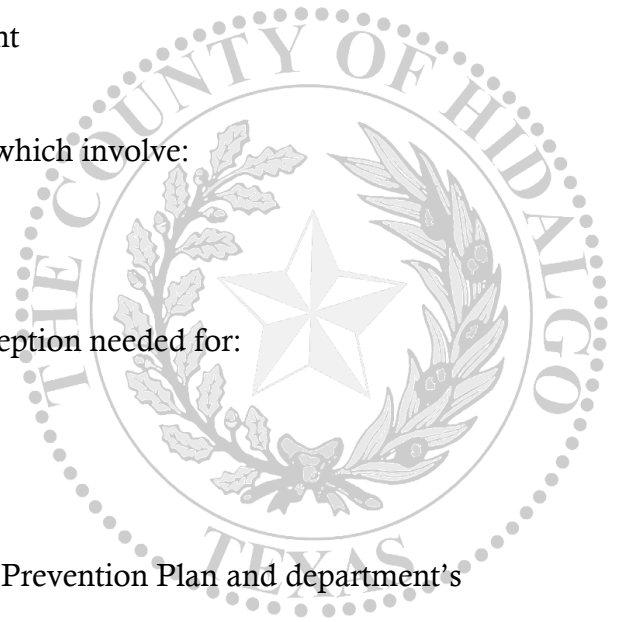 nt
which involve:
eption needed for:
Prevention Plan and department's
THE COUNTY OF HIDALGO
TEXAS